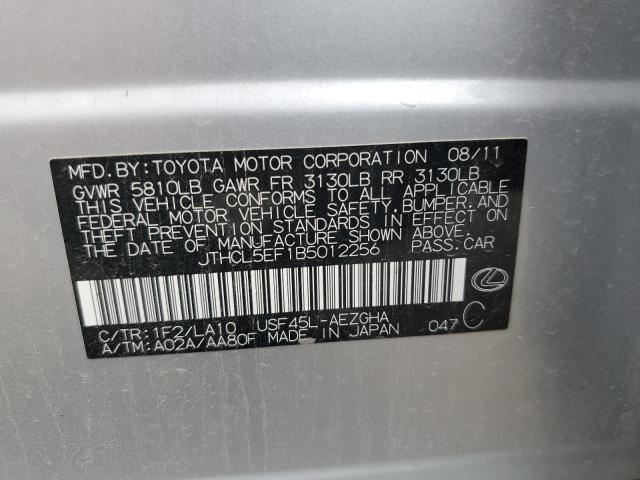 MFD.BY:TOYOTA MOTOR CORPORATION 08/11
GVWR 5810LB GAWR FR 3130LB RR 3130LB
THIS VEHICLE CONFORMS TO ALL APPLICABLE
FEDERAL MOTOR VEHICLE SAFETY,BUMPER,AND
THEFT PREVENTION STANDARDS IN EFFECT ON
THE DATE OF MANUFACTURE SHOWN ABOVE.
JTHCL5EF1B5012256 PASS.CAR
C/TR:1F2/LA10 USF45L-AEZGHA
A/TM:A02A/AA80F MADE IN JAPAN 047 C